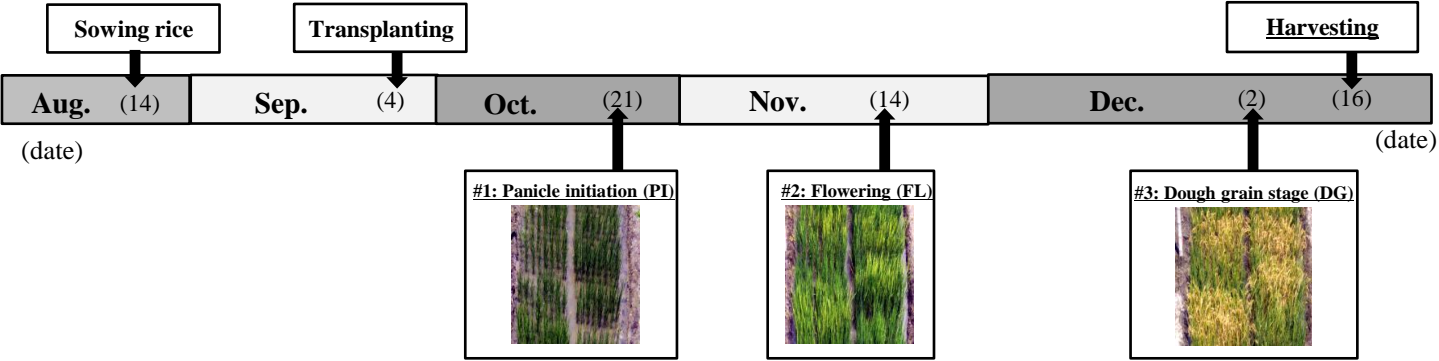 Sowing rice
Transplanting
Harvesting
Aug. (14) Sep. (4) Oct. (21) Nov. (14) Dec. (2) (16)
(date)
(date)
#1: Panicle initiation (PI)
#2: Flowering (FL)
#3: Dough grain stage (DG)